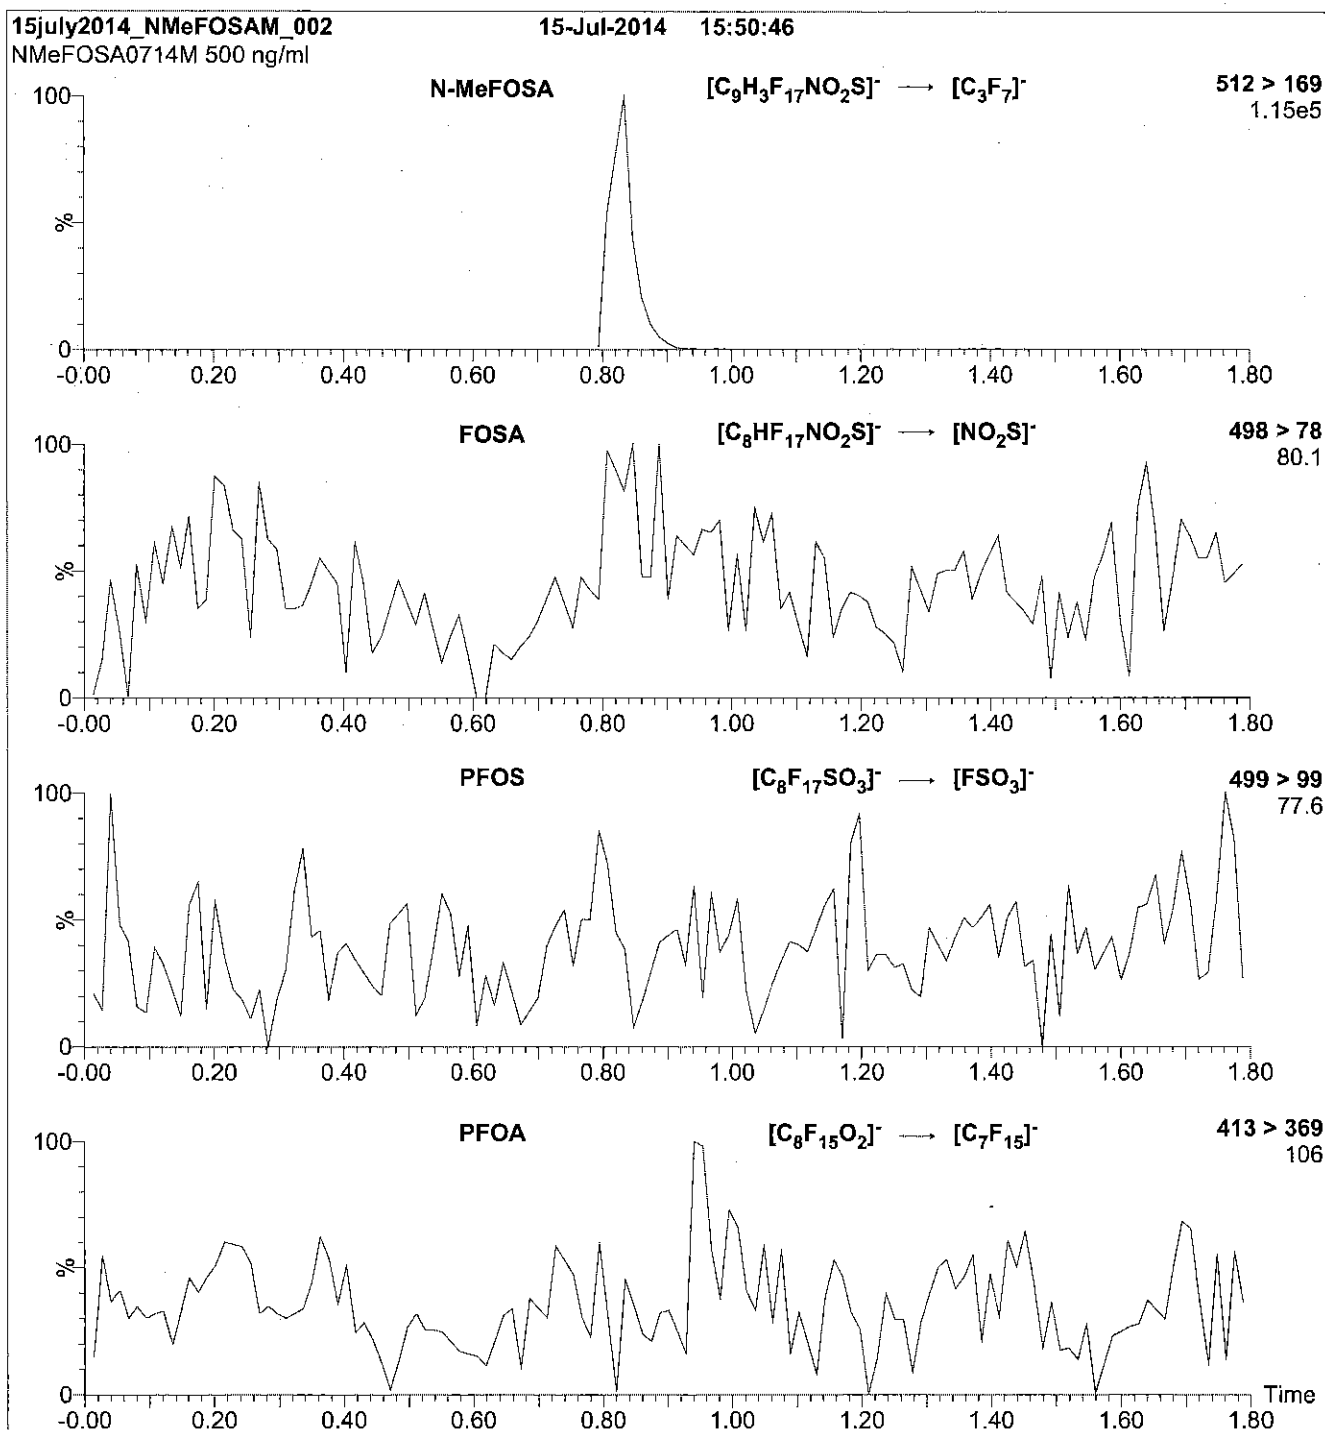 15july2014_NMeFOSAM_002 15-Jul-2014 15:50:46
NMeFOSA0714M 500 ng/ml
N-MeFOSA [C₉H₃F₁₇NO₂S]⁻ → [C₃F₇]⁻ 512 > 169
1.15e5
100
%
0
-0.00 0.20 0.40 0.60 0.80 1.00 1.20 1.40 1.60 1.80
FOSA [C₈HF₁₇NO₂S]⁻ → [NO₂S]⁻ 498 > 78
80.1
100
%
0
-0.00 0.20 0.40 0.60 0.80 1.00 1.20 1.40 1.60 1.80
PFOS [C₈F₁₇SO₃]⁻ → [FSO₃]⁻ 499 > 99
77.6
100
%
0
-0.00 0.20 0.40 0.60 0.80 1.00 1.20 1.40 1.60 1.80
PFOA [C₈F₁₅O₂]⁻ → [C₇F₁₅]⁻ 413 > 369
106
100
%
0
Time
-0.00 0.20 0.40 0.60 0.80 1.00 1.20 1.40 1.60 1.80